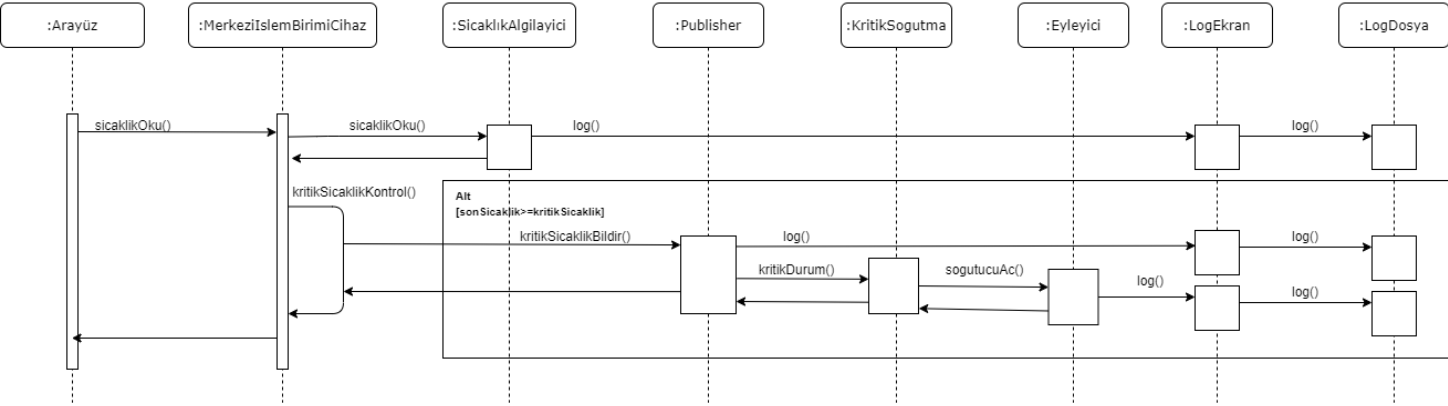 :Arayüz
:MerkeziIslemBirimiCihaz
:SicaklıkAlgilayici
:Publisher
:KritikSogutma
:Eyleyici
:LogEkran
:LogDosya
sicaklikOku()
sicaklikOku()
log()
log()
kritikSicaklikKontrol()
Alt
[sonSicaklik>=kritikSicaklik]
kritikSicaklikBildir()
log()
log()
kritikDurum()
sogutucuAc()
log()
log()